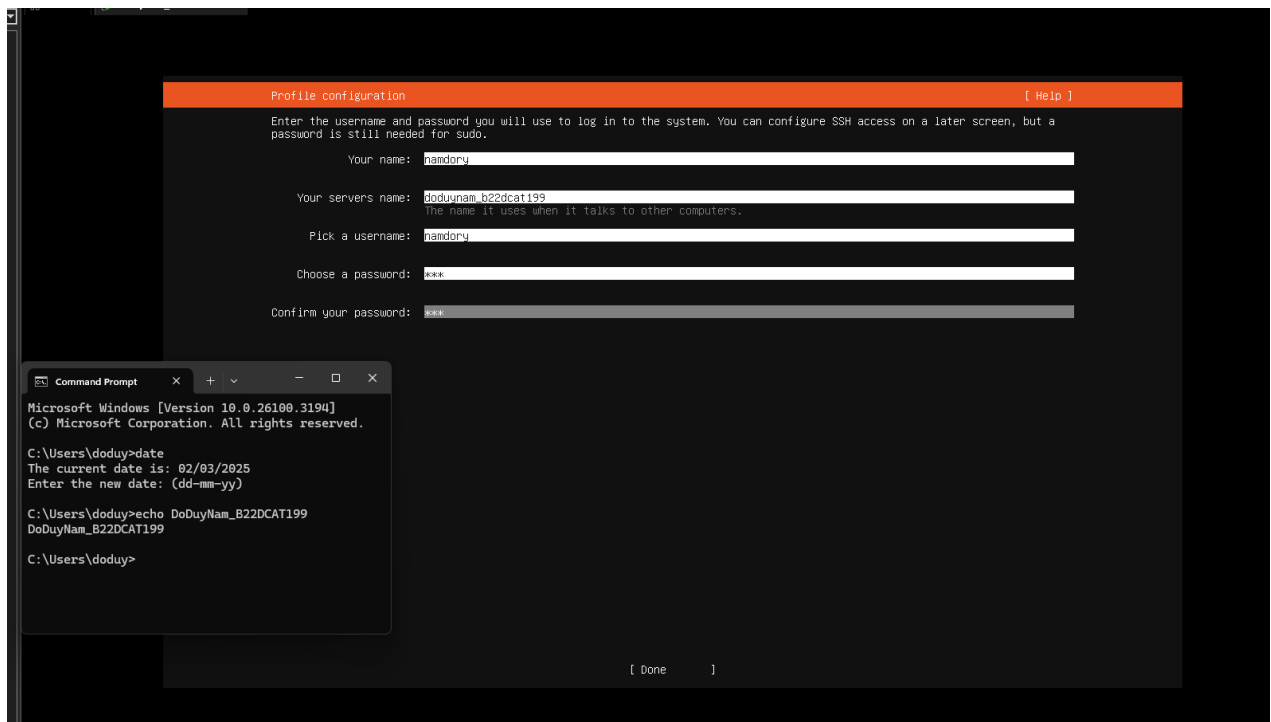 Profile configuration [ Help ]
Enter the username and password you will use to log in to the system. You can configure SSH access on a later screen, but a
password is still needed for sudo.
Your name: namdory
Your servers name: doduynam_b22dcat199
The name it uses when it talks to other computers.
Pick a username: namdory
Choose a password: ***
Confirm your password: ***
Command Prompt
Microsoft Windows [Version 10.0.26100.3194]
(c) Microsoft Corporation. All rights reserved.
C:\Users\doduy>date
The current date is: 02/03/2025
Enter the new date: (dd-mm-yy)
C:\Users\doduy>echo DoDuyNam_B22DCAT199
DoDuyNam_B22DCAT199
C:\Users\doduy>
[ Done ]